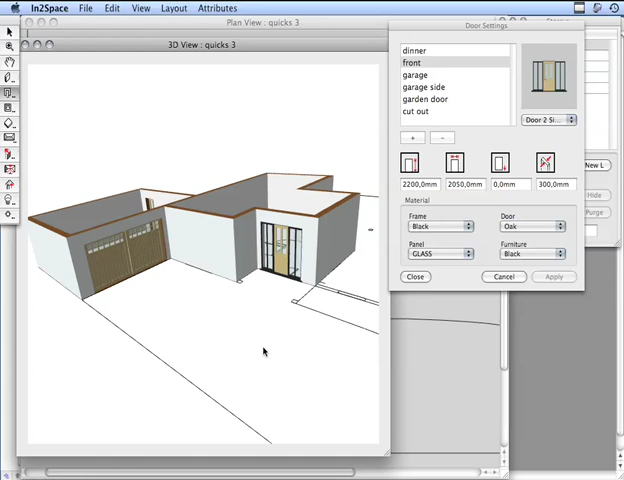 In2Space File Edit View Layout Attributes
Plan View : quicks 3
3D View : quicks 3
Door Settings
dinner
front
garage
garage side
garden door
cut out
+ -
Door 2 Si...
2200,0mm 2050,0mm 0,0mm 300,0mm
Material
Frame Door
Black Oak
Panel Furniture
GLASS Black
Close Cancel Apply
New L
Hide
Purge